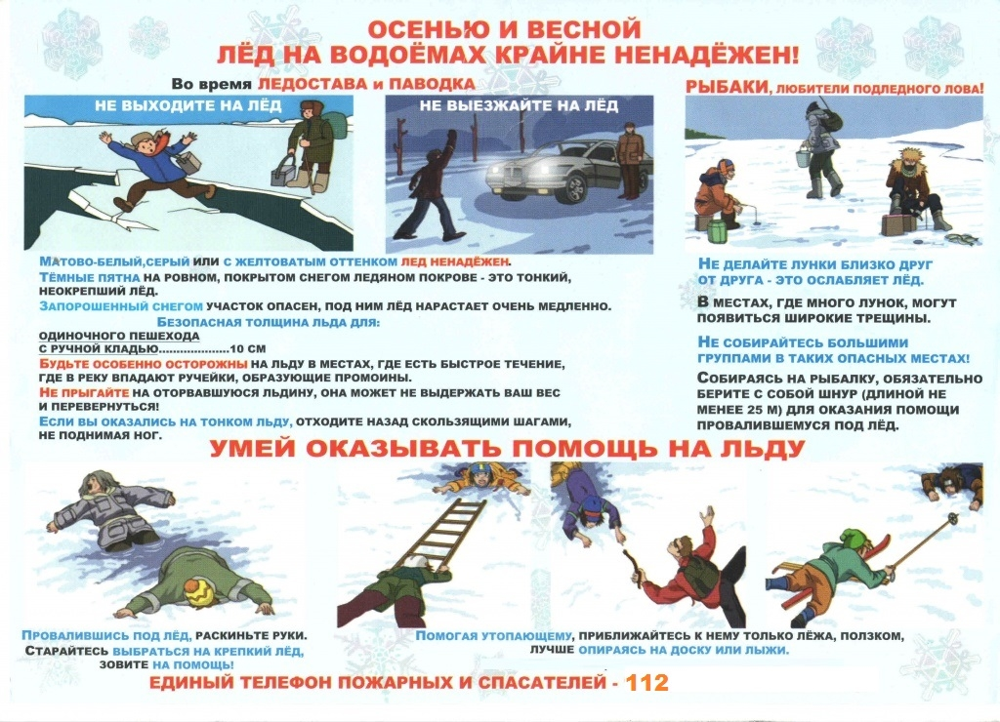 ОСЕНЬЮ И ВЕСНОЙ
ЛЁД НА ВОДОЁМАХ КРАЙНЕ НЕНАДЁЖЕН!
Во время ЛЕДОСТАВА и ПАВОДКА
НЕ ВЫХОДИТЕ НА ЛЁД
НЕ ВЫЕЗЖАЙТЕ НА ЛЁД
МАТОВО-БЕЛЫЙ,СЕРЫЙ ИЛИ С ЖЕЛТОВАТЫМ ОТТЕНКОМ ЛЕД НЕНАДЁЖЕН.
ТЁМНЫЕ ПЯТНА НА РОВНОМ, ПОКРЫТОМ СНЕГОМ ЛЕДЯНОМ ПОКРОВЕ - ЭТО ТОНКИЙ,
НЕОКРЕПШИЙ ЛЁД.
ЗАПОРОШЕННЫЙ СНЕГОМ УЧАСТОК ОПАСЕН, ПОД НИМ ЛЁД НАРАСТАЕТ ОЧЕНЬ МЕДЛЕННО.
БЕЗОПАСНАЯ ТОЛЩИНА ЛЬДА ДЛЯ:
ОДИНОЧНОГО ПЕШЕХОДА
С РУЧНОЙ КЛАДЬЮ....................10 СМ
БУДЬТЕ ОСОБЕННО ОСТОРОЖНЫ НА ЛЬДУ В МЕСТАХ, ГДЕ ЕСТЬ БЫСТРОЕ ТЕЧЕНИЕ,
ГДЕ В РЕКУ ВПАДАЮТ РУЧЕЙКИ, ОБРАЗУЮЩИЕ ПРОМОИНЫ.
НЕ ПРЫГАЙТЕ НА ОТОРВАВШУЮСЯ ЛЬДИНУ, ОНА МОЖЕТ НЕ ВЫДЕРЖАТЬ ВАШ ВЕС
И ПЕРЕВЕРНУТЬСЯ!
ЕСЛИ ВЫ ОКАЗАЛИСЬ НА ТОНКОМ ЛЬДУ, ОТХОДИТЕ НАЗАД СКОЛЬЗЯЩИМИ ШАГАМИ,
НЕ ПОДНИМАЯ НОГ.
РЫБАКИ, ЛЮБИТЕЛИ ПОДЛЕДНОГО ЛОВА!
НЕ ДЕЛАЙТЕ ЛУНКИ БЛИЗКО ДРУГ
ОТ ДРУГА - ЭТО ОСЛАБЛЯЕТ ЛЁД.
В МЕСТАХ, ГДЕ МНОГО ЛУНОК, МОГУТ
ПОЯВИТЬСЯ ШИРОКИЕ ТРЕЩИНЫ.
НЕ СОБИРАЙТЕСЬ БОЛЬШИМИ
ГРУППАМИ В ТАКИХ ОПАСНЫХ МЕСТАХ!
СОБИРАЯСЬ НА РЫБАЛКУ, ОБЯЗАТЕЛЬНО
БЕРИТЕ С СОБОЙ ШНУР (ДЛИНОЙ НЕ
МЕНЕЕ 25 М) ДЛЯ ОКАЗАНИЯ ПОМОЩИ
ПРОВАЛИВШЕМУСЯ ПОД ЛЁД.
УМЕЙ ОКАЗЫВАТЬ ПОМОЩЬ НА ЛЬДУ
ПРОВАЛИВШИСЬ ПОД ЛЁД, РАСКИНЬТЕ РУКИ.
СТАРАЙТЕСЬ ВЫБРАТЬСЯ НА КРЕПКИЙ ЛЁД,
ЗОВИТЕ НА ПОМОЩЬ!
ПОМОГАЯ УТОПАЮЩЕМУ, ПРИБЛИЖАЙТЕСЬ К НЕМУ ТОЛЬКО ЛЁЖА, ПОЛЗКОМ,
ЛУЧШЕ ОПИРАЯСЬ НА ДОСКУ ИЛИ ЛЫЖИ.
ЕДИНЫЙ ТЕЛЕФОН ПОЖАРНЫХ И СПАСАТЕЛЕЙ - 112